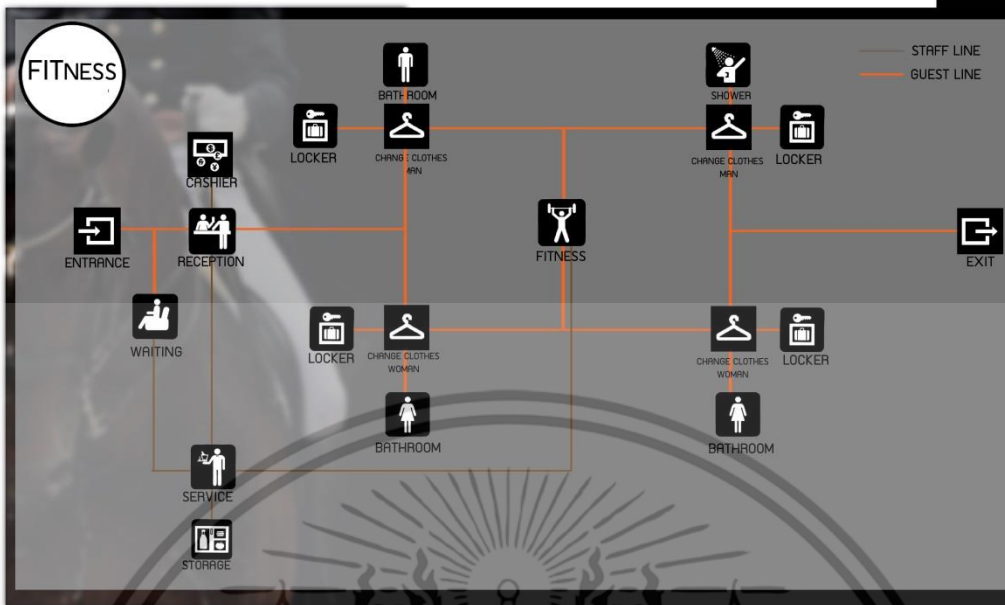 FITNESS
STAFF LINE
GUEST LINE
BATHROOM
SHOWER
LOCKER
CHANGE CLOTHES
MAN
CHANGE CLOTHES
MAN
LOCKER
CASHIER
ENTRANCE
RECEPTION
FITNESS
EXIT
WAITING
LOCKER
CHANGE CLOTHES
WOMAN
CHANGE CLOTHES
WOMAN
LOCKER
BATHROOM
BATHROOM
SERVICE
STORAGE